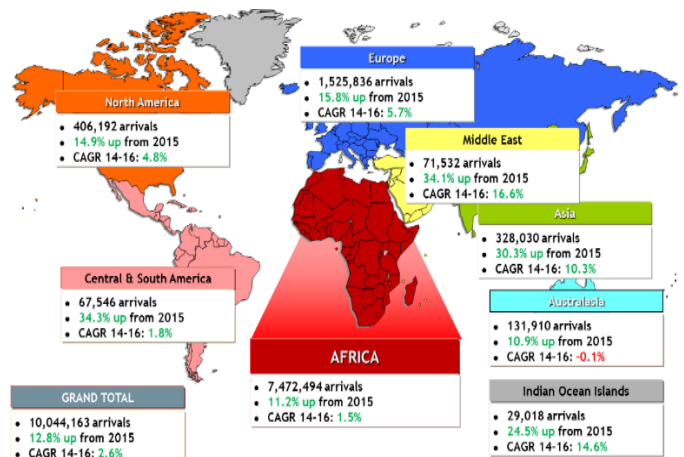 Europe
• 1,525,836 arrivals
• 15.8% up from 2015
• CAGR 14-16: 5.7%
North America
• 406,192 arrivals
• 14.9% up from 2015
• CAGR 14-16: 4.8%
Middle East
• 71,532 arrivals
• 34.1% up from 2015
• CAGR 14-16: 16.6%
Asia
• 328,030 arrivals
• 30.3% up from 2015
• CAGR 14-16: 10.3%
Central & South America
• 67,546 arrivals
• 34.3% up from 2015
• CAGR 14-16: 1.8%
Australasia
• 131,910 arrivals
• 10.9% up from 2015
• CAGR 14-16: -0.1%
AFRICA
• 7,472,494 arrivals
• 11.2% up from 2015
• CAGR 14-16: 1.5%
GRAND TOTAL
• 10,044,163 arrivals
• 12.8% up from 2015
• CAGR 14-16: 2.6%
Indian Ocean Islands
• 29,018 arrivals
• 24.5% up from 2015
• CAGR 14-16: 14.6%